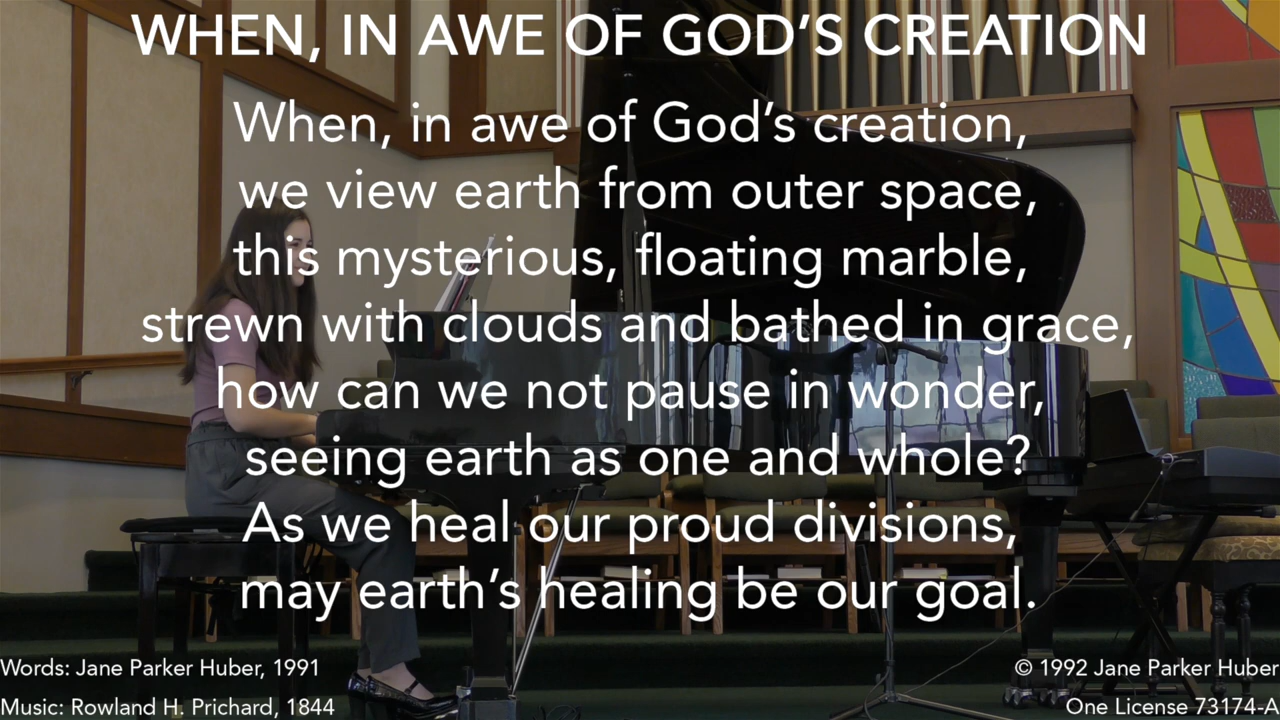 WHEN, IN AWE OF GOD’S CREATION
When, in awe of God’s creation,
we view earth from outer space,
this mysterious, floating marble,
strewn with clouds and bathed in grace,
how can we not pause in wonder,
seeing earth as one and whole?
As we heal our proud divisions,
may earth’s healing be our goal.
Words: Jane Parker Huber, 1991
Music: Rowland H. Prichard, 1844
© 1992 Jane Parker Huber
One License 73174-A